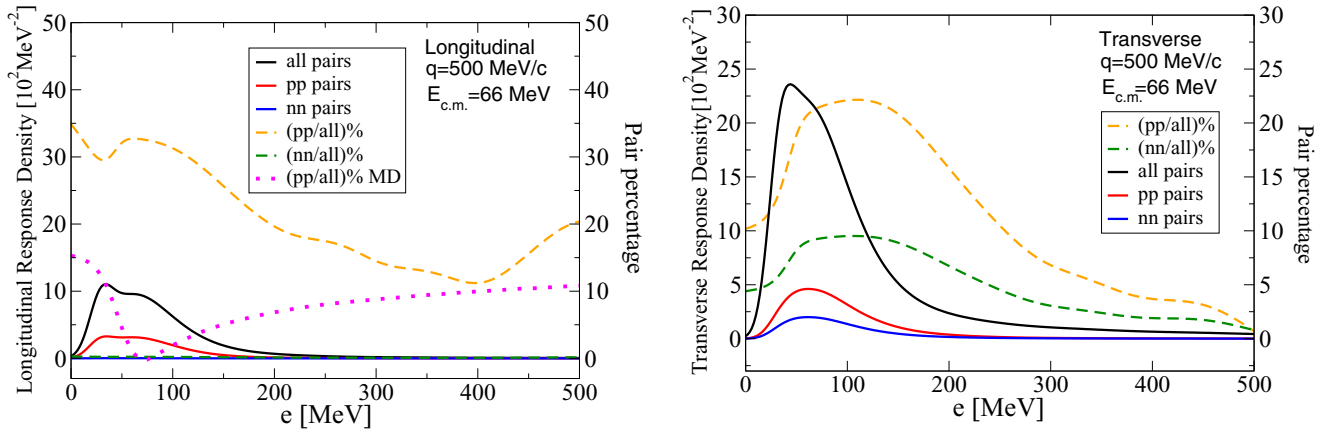 Longitudinal Response Density [10²MeV⁻²]
50
40
30
20
10
0
Longitudinal
q=500 MeV/c
E_c.m.=66 MeV
all pairs
pp pairs
nn pairs
(pp/all)%
(nn/all)%
(pp/all)% MD
50
40
30
20
10
0
Pair percentage
0 100 200 300 400 500
e [MeV]
Transverse Response Density [10²MeV⁻²]
30
25
20
15
10
5
0
Transverse
q=500 MeV/c
E_c.m.=66 MeV
(pp/all)%
(nn/all)%
all pairs
pp pairs
nn pairs
30
25
20
15
10
5
0
Pair percentage
0 100 200 300 400 500
e [MeV]